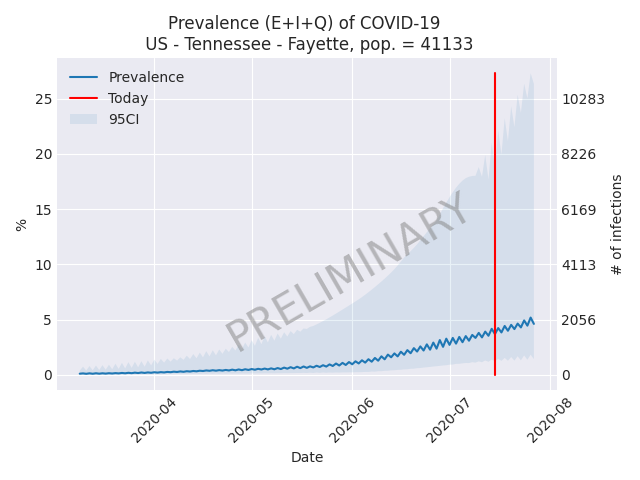 Prevalence (E+I+Q) of COVID-19
US - Tennessee - Fayette, pop. = 41133
Prevalence
Today
95CI
PRELIMINARY
%
25
20
15
10
5
0
10283
8226
6169
4113
2056
0
# of infections
2020-04
2020-05
2020-06
2020-07
2020-08
Date